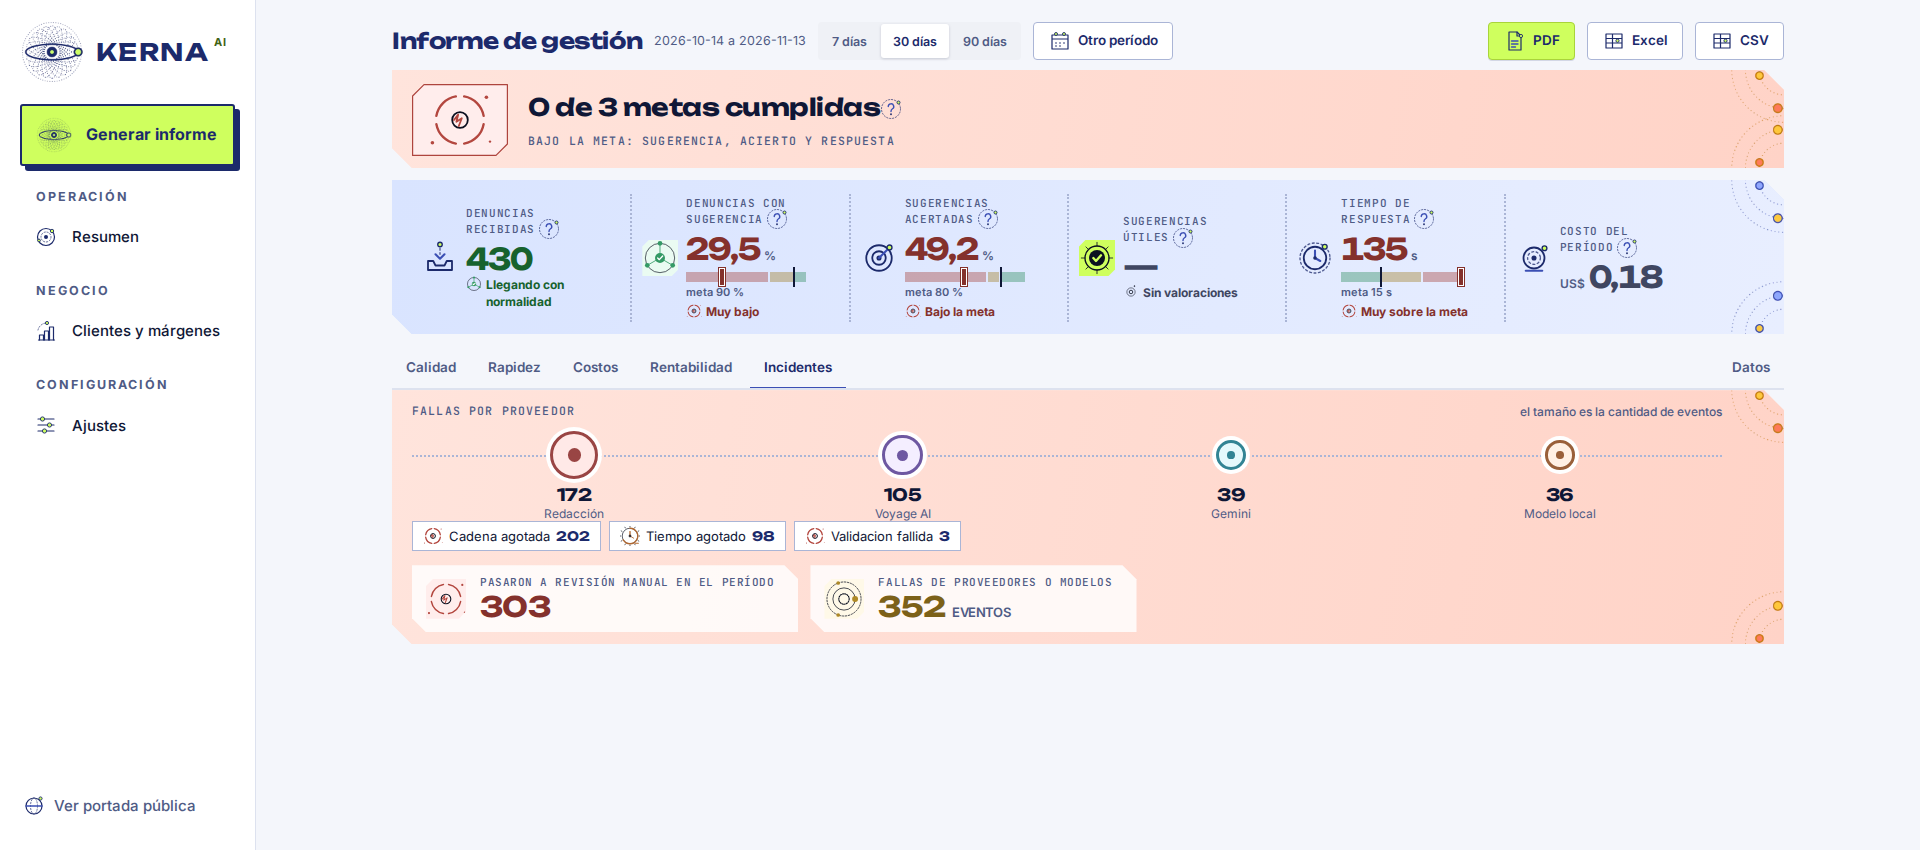 KERNA AI
Generar informe
OPERACIÓN
Resumen
NEGOCIO
Clientes y márgenes
CONFIGURACIÓN
Ajustes
Ver portada pública
Informe de gestión
2026-10-14 a 2026-11-13
7 días
30 días
90 días
Otro período
PDF
Excel
CSV
0 de 3 metas cumplidas ?
BAJO LA META: SUGERENCIA, ACIERTO Y RESPUESTA
DENUNCIAS
RECIBIDAS ?
430
Llegando con
normalidad
DENUNCIAS CON
SUGERENCIA ?
29,5 %
meta 90 %
Muy bajo
SUGERENCIAS
ACERTADAS ?
49,2 %
meta 80 %
Bajo la meta
SUGERENCIAS
ÚTILES ?
—
Sin valoraciones
TIEMPO DE
RESPUESTA ?
135 s
meta 15 s
Muy sobre la meta
COSTO DEL
PERÍODO ?
US$ 0,18
Calidad
Rapidez
Costos
Rentabilidad
Incidentes
Datos
FALLAS POR PROVEEDOR
el tamaño es la cantidad de eventos
172
Redacción
105
Voyage AI
39
Gemini
36
Modelo local
Cadena agotada 202
Tiempo agotado 98
Validacion fallida 3
PASARON A REVISIÓN MANUAL EN EL PERÍODO
303
FALLAS DE PROVEEDORES O MODELOS
352 EVENTOS